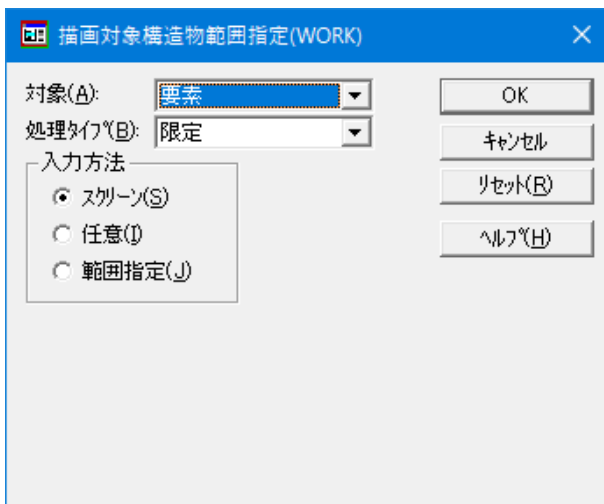 描画対象構造物範囲指定(WORK)
対象(A): 要素
処理ﾀｲﾌﾟ(B): 限定
入力方法
ｽｸﾘｰﾝ(S)
任意(I)
範囲指定(J)
OK
ｷｬﾝｾﾙ
ﾘｾｯﾄ(R)
ﾍﾙﾌﾟ(H)